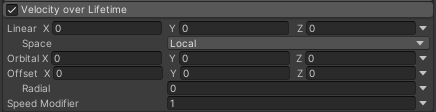 Velocity over Lifetime
Linear X 0 Y 0 Z 0
Space Local
Orbital X 0 Y 0 Z 0
Offset X 0 Y 0 Z 0
Radial 0
Speed Modifier 1